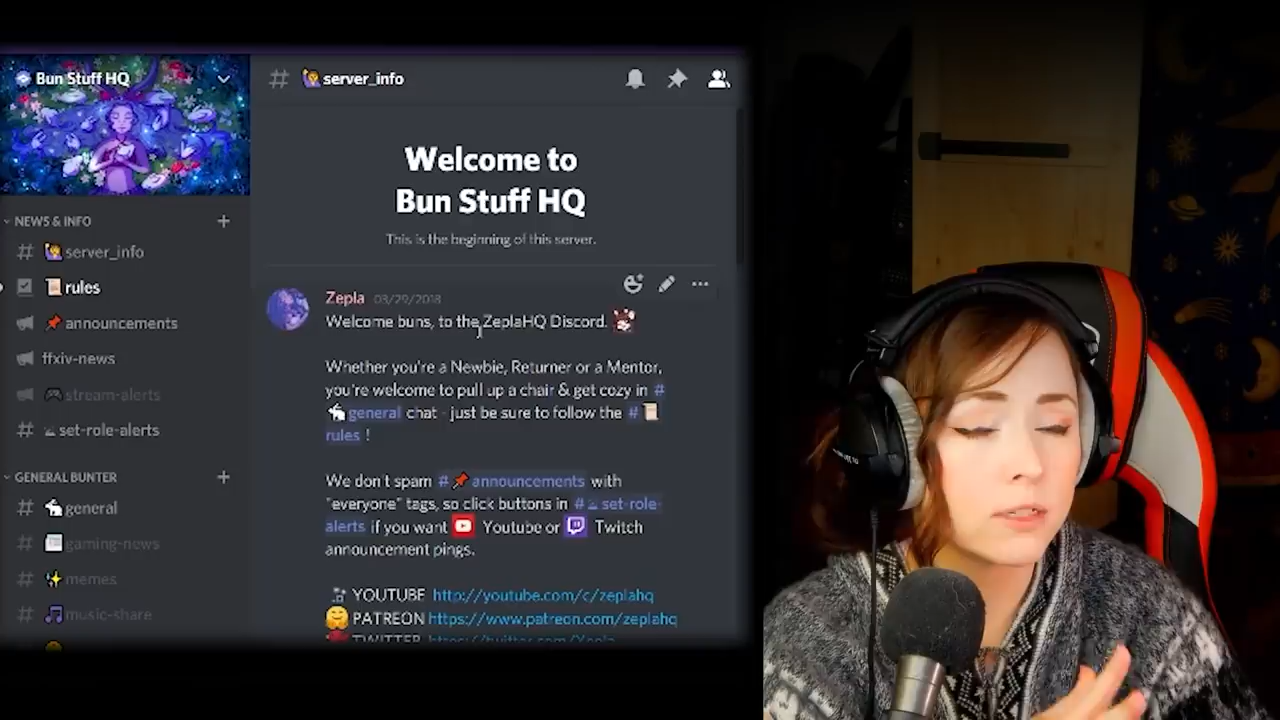 Bun Stuff HQ
NEWS & INFO
# server_info
rules
announcements
ffxiv-news
stream-alerts
# set-role-alerts
GENERAL BUNTER
# general
# gaming-news
# memes
# music-share
# server_info
Welcome to
Bun Stuff HQ
This is the beginning of this server.
Zepla 03/29/2018
Welcome buns, to the ZeplaHQ Discord.
Whether you're a Newbie, Returner or a Mentor,
you're welcome to pull up a chair & get cozy in #
general chat - just be sure to follow the #
rules !
We don't spam # announcements with
"everyone" tags, so click buttons in # set-role-
alerts if you want Youtube or Twitch
announcement pings.
YOUTUBE http://youtube.com/c/zeplahq
PATREON https://www.patreon.com/zeplahq
TWITTER https://twitter.com/Xepla